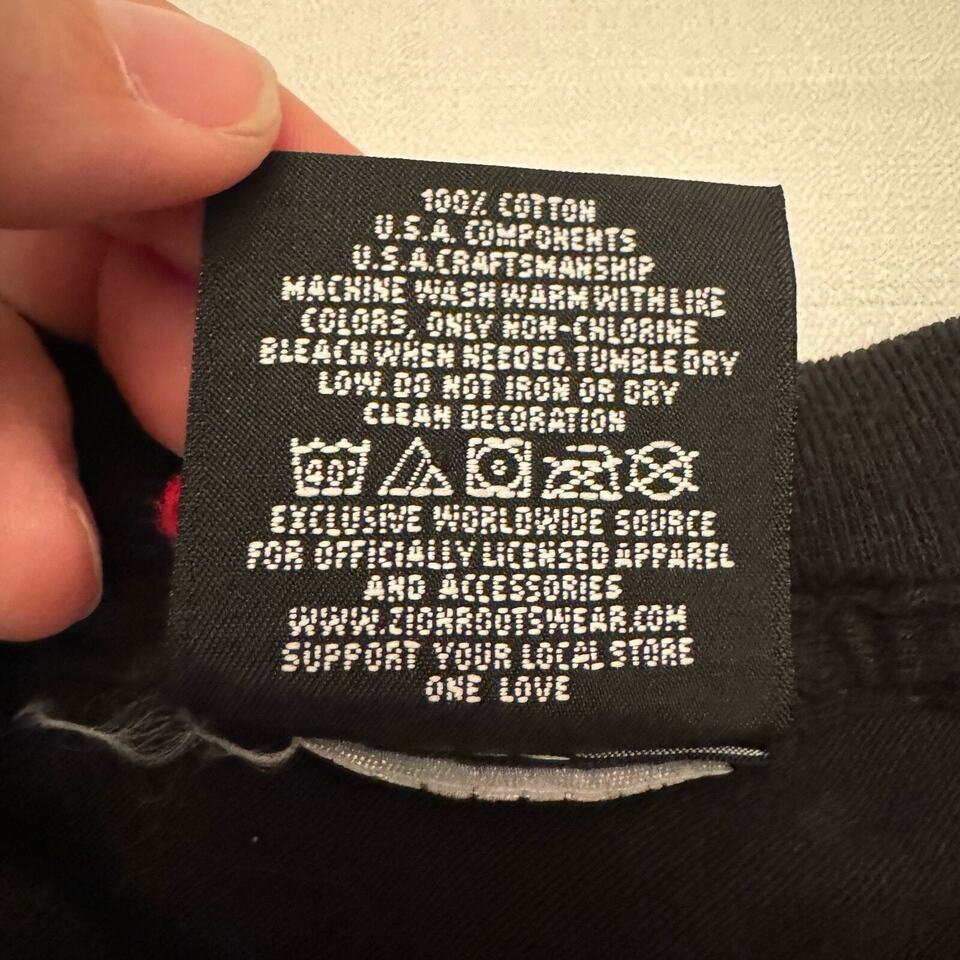 100% COTTON
U.S.A. COMPONENTS
U.S.A.CRAFTSMANSHIP
MACHINE WASH WARM WITH LIKE
COLORS, ONLY NON-CHLORINE
BLEACH WHEN NEEDED.TUMBLE DRY
LOW. DO NOT IRON OR DRY
CLEAN DECORATION
40°
EXCLUSIVE WORLDWIDE SOURCE
FOR OFFICIALLY LICENSED APPAREL
AND ACCESSORIES
WWW.ZIONROOTSWEAR.COM
SUPPORT YOUR LOCAL STORE
ONE LOVE